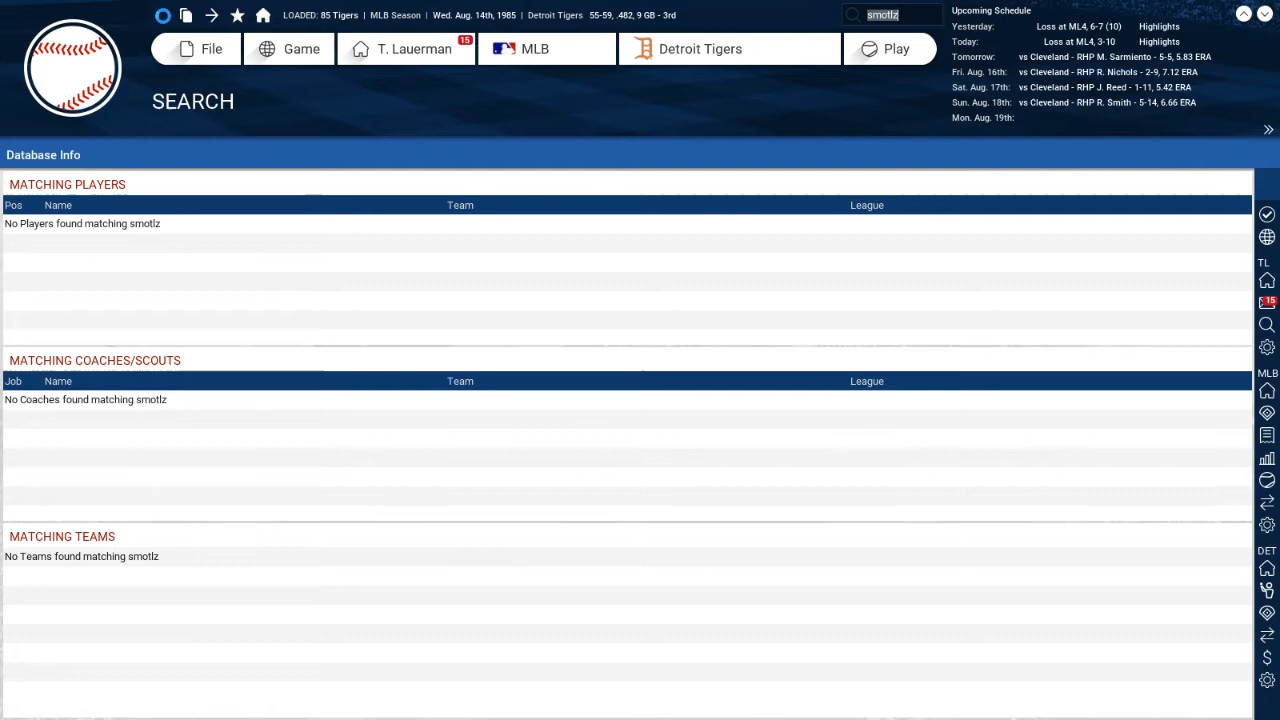 LOADED: 85 Tigers | MLB Season | Wed. Aug. 14th, 1985 | Detroit Tigers 55-59, .482, 9 GB - 3rd
smotlz
File
Game
T. Lauerman
15
MLB
Detroit Tigers
Play
SEARCH
Upcoming Schedule
Yesterday: Loss at ML4, 6-7 (10) Highlights
Today: Loss at ML4, 3-10 Highlights
Tomorrow: vs Cleveland - RHP M. Sarmiento - 5-5, 5.83 ERA
Fri. Aug. 16th: vs Cleveland - RHP R. Nichols - 2-9, 7.12 ERA
Sat. Aug. 17th: vs Cleveland - RHP J. Reed - 1-11, 5.42 ERA
Sun. Aug. 18th: vs Cleveland - RHP R. Smith - 5-14, 6.66 ERA
Mon. Aug. 19th:
Database Info
MATCHING PLAYERS
Pos Name Team League
No Players found matching smotlz
MATCHING COACHES/SCOUTS
Job Name Team League
No Coaches found matching smotlz
MATCHING TEAMS
No Teams found matching smotlz
TL
15
MLB
DET